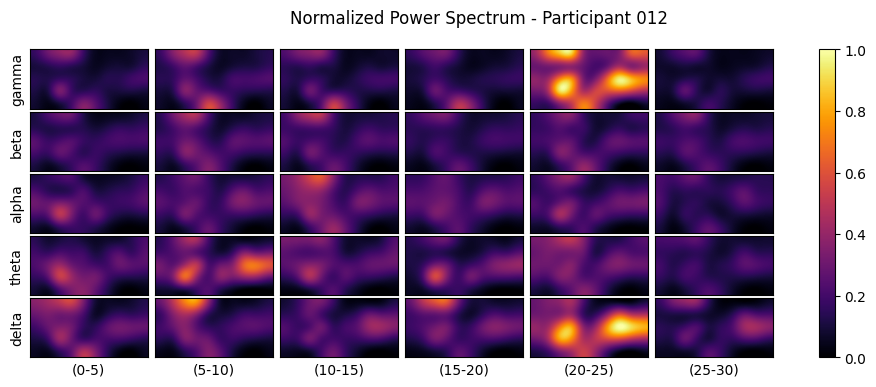 Normalized Power Spectrum - Participant 012
gamma
beta
alpha
theta
delta
(0-5)
(5-10)
(10-15)
(15-20)
(20-25)
(25-30)
1.0
0.8
0.6
0.4
0.2
0.0